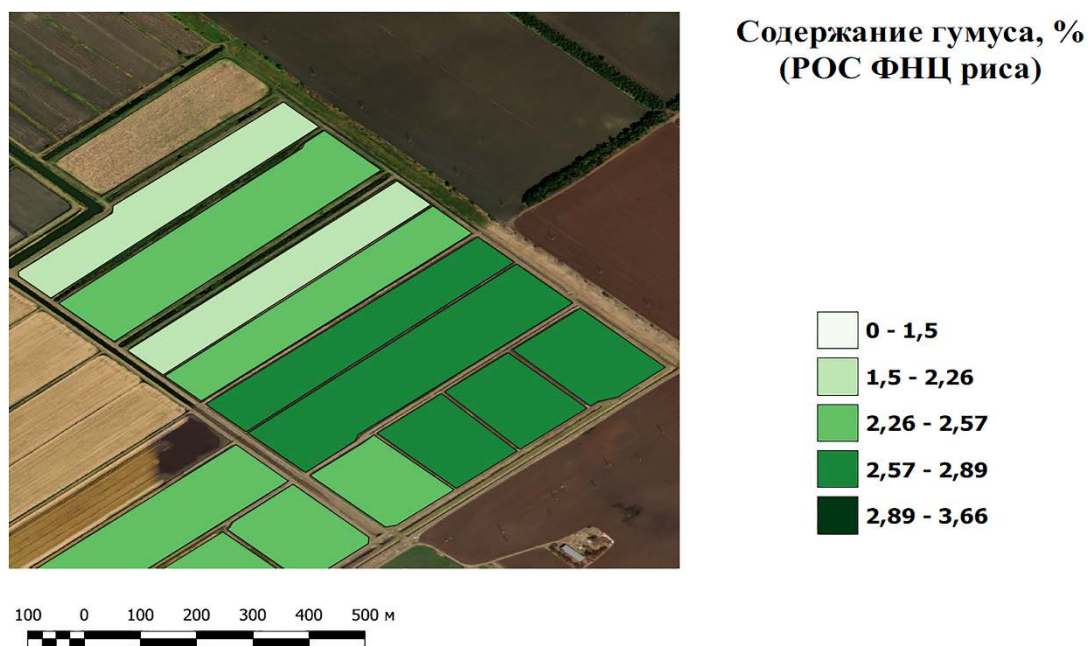 Содержание гумуса, %
(РОС ФНЦ риса)
0 - 1,5
1,5 - 2,26
2,26 - 2,57
2,57 - 2,89
2,89 - 3,66
100 0 100 200 300 400 500 м